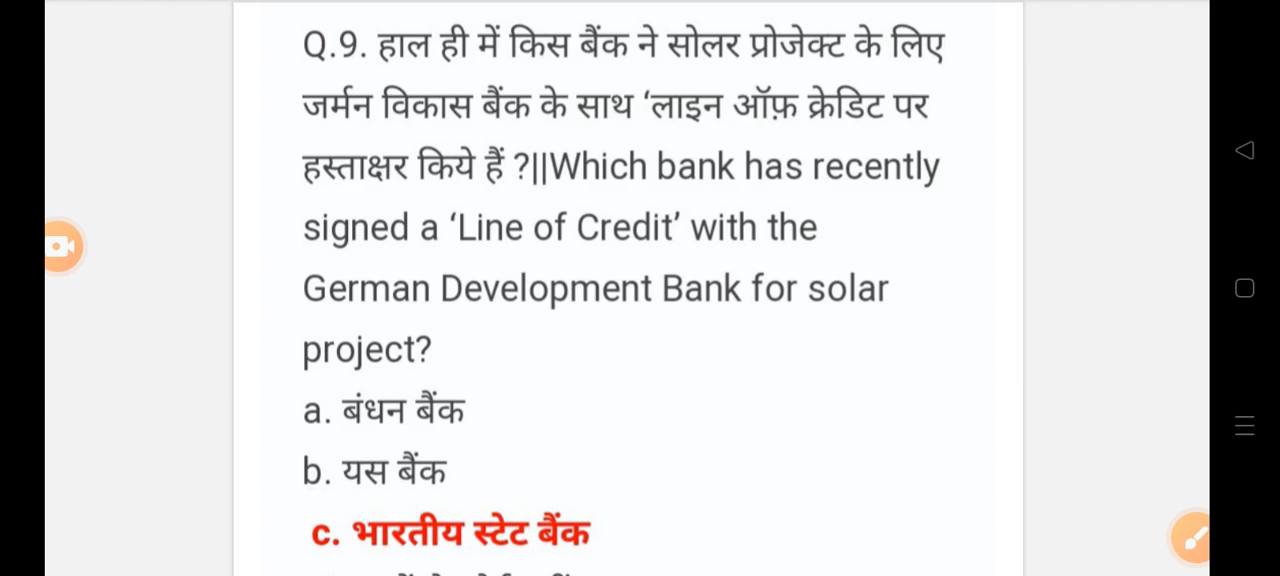 Q.9. हाल ही में किस बैंक ने सोलर प्रोजेक्ट के लिए
जर्मन विकास बैंक के साथ ‘लाइन ऑफ़ क्रेडिट पर
हस्ताक्षर किये हैं ?||Which bank has recently
signed a ‘Line of Credit’ with the
German Development Bank for solar
project?
a. बंधन बैंक
b. यस बैंक
c. भारतीय स्टेट बैंक